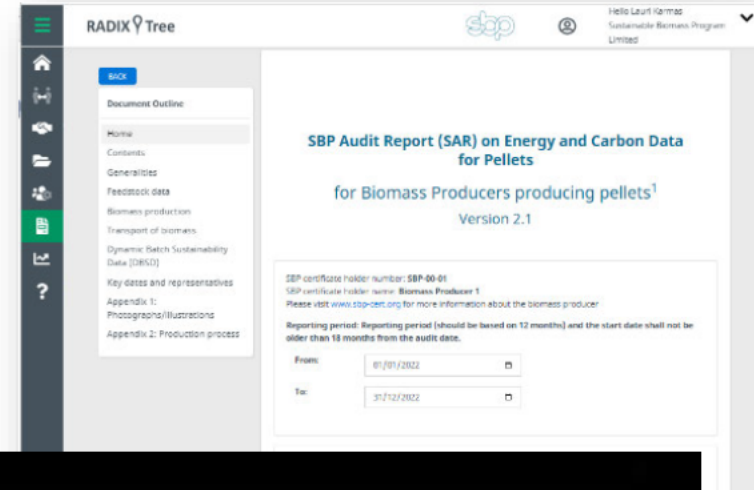 RADIX Tree
sbp
Hello Lauri Karmas
Sustainable Biomass Program
Limited
BACK
Document Outline
Home
Contents
Generalities
Feedstock data
Biomass production
Transport of biomass
Dynamic Batch Sustainability
Data [DBSD]
Key dates and representatives
Appendix 1:
Photographs/Illustrations
Appendix 2: Production process
SBP Audit Report (SAR) on Energy and Carbon Data
for Pellets
for Biomass Producers producing pellets1
Version 2.1
SBP certificate holder number: SBP-00-01
SBP certificate holder name: Biomass Producer 1
Please visit www.sbp-cert.org for more information about the biomass producer
Reporting period: Reporting period (should be based on 12 months) and the start date shall not be
older than 18 months from the audit date.
From:
01/01/2022
To:
31/12/2022
?